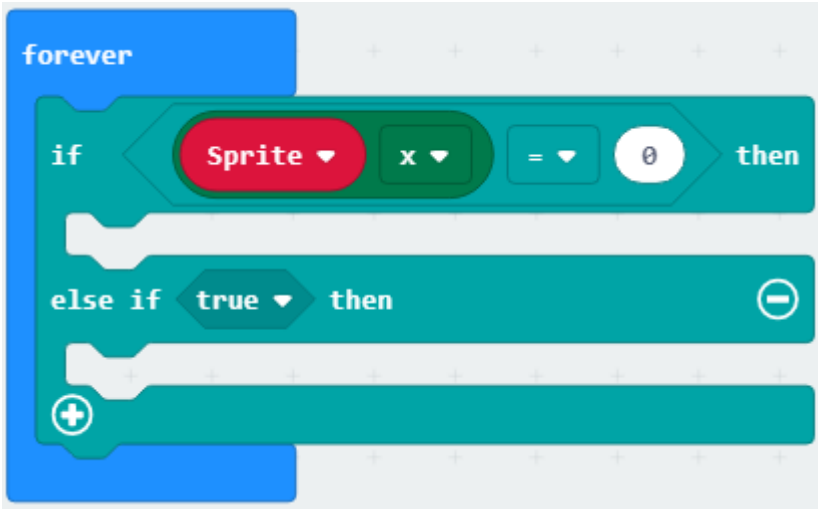 forever
if Sprite x = 0 then
else if true then